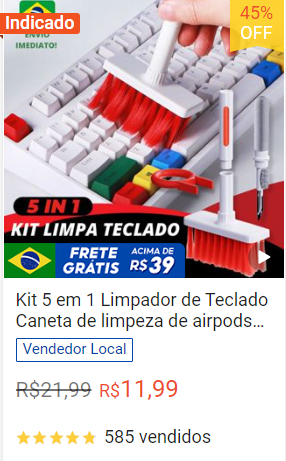 Indicado
45%
OFF
ENVIO
IMEDIATO!
5 IN 1
KIT LIMPA TECLADO
FRETE
GRÁTIS
ACIMA DE
R$39
Kit 5 em 1 Limpador de Teclado
Caneta de limpeza de airpods...
Vendedor Local
R$21,99 R$11,99
585 vendidos